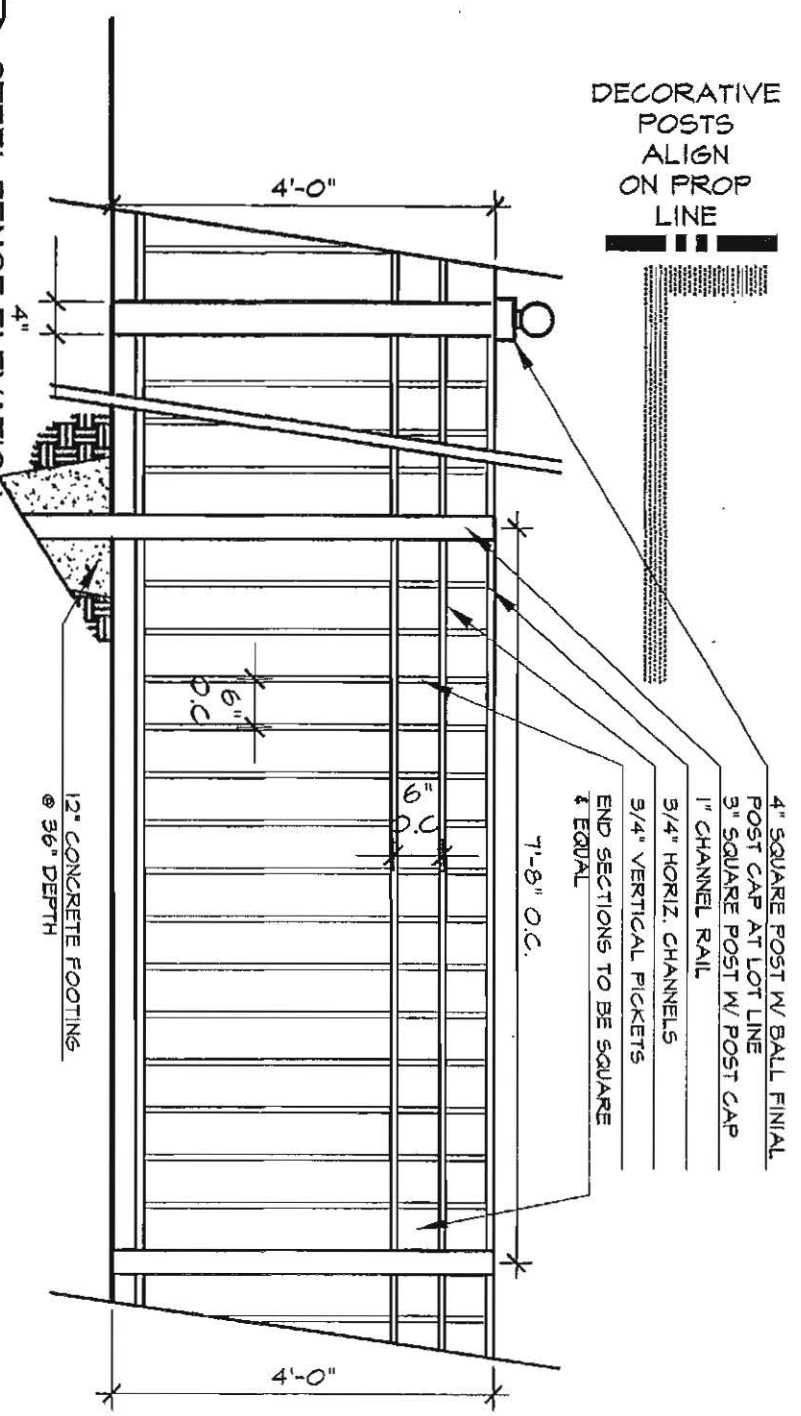 DECORATIVE
POSTS
ALIGN
ON PROP
LINE
4'-0"
4"
4" SQUARE POST W/ BALL FINIAL
POST CAP AT LOT LINE
3" SQUARE POST W/ POST CAP
1" CHANNEL RAIL
3/4" HORIZ. CHANNELS
3/4" VERTICAL PICKETS
END SECTIONS TO BE SQUARE
& EQUAL
7'-8" O.C.
6"
O.C
6"
O.C
12" CONCRETE FOOTING
@ 36" DEPTH
4'-0"